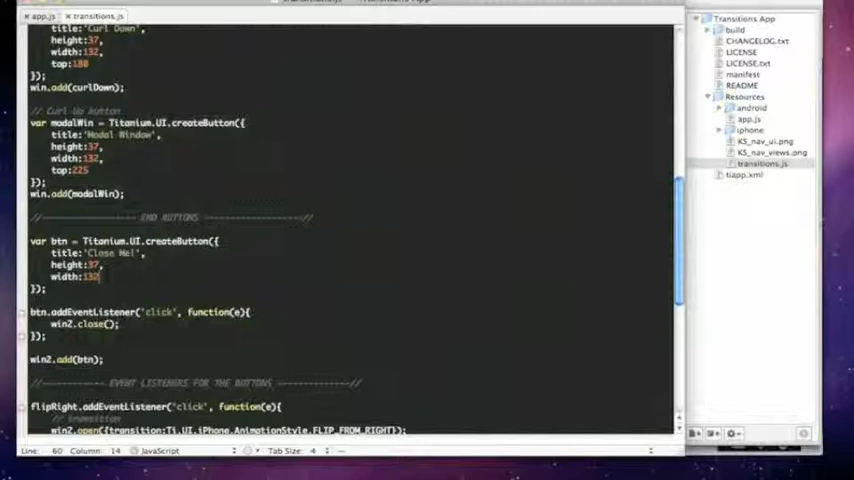 app.js
transitions.js
title:'Curl Down',
height:37,
width:132,
top:180
});
win.add(curlDown);
// Curl Up button
var modalWin = Titanium.UI.createButton({
title:'Modal Window',
height:37,
width:132,
top:225
});
win.add(modalWin);
//-------------------- END BUTTONS --------------------//
var btn = Titanium.UI.createButton({
title:'Close Me!',
height:37,
width:132
});
btn.addEventListener('click', function(e){
win2.close();
});
win2.add(btn);
//------------- EVENT LISTENERS FOR THE BUTTONS ---------------//
flipRight.addEventListener('click', function(e){
// transition
win2.open({transition:Ti.UI.iPhone.AnimationStyle.FLIP_FROM_RIGHT});
Line: 60 Column: 14 JavaScript Tab Size: 4
Transitions App
build
CHANGELOG.txt
LICENSE
LICENSE.txt
manifest
README
Resources
android
app.js
iphone
KS_nav_ui.png
KS_nav_views.png
transitions.js
tiapp.xml